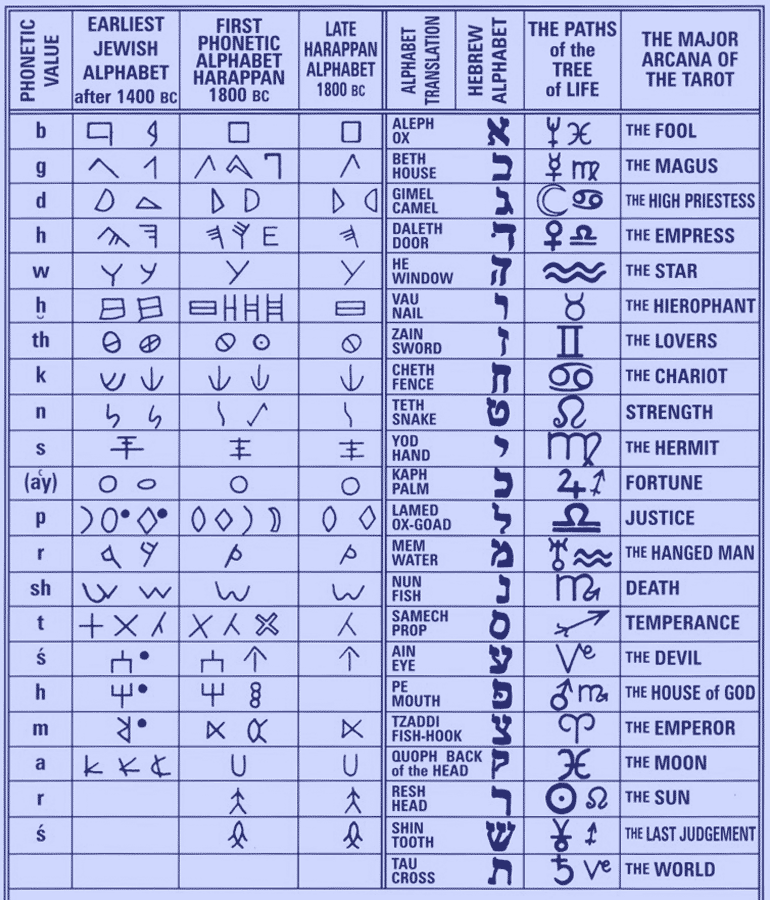 PHONETIC VALUE
EARLIEST
JEWISH
ALPHABET
after 1400 BC
FIRST
PHONETIC
ALPHABET
HARAPPAN
1800 BC
LATE
HARAPPAN
ALPHABET
1800 BC
ALPHABET TRANSLATION
HEBREW ALPHABET
THE PATHS
of the
TREE
of LIFE
THE MAJOR
ARCANA OF
THE TAROT
b ALEPH OX א THE FOOL
g BETH HOUSE ב THE MAGUS
d GIMEL CAMEL ג THE HIGH PRIESTESS
h DALETH DOOR ד THE EMPRESS
w HE WINDOW ה THE STAR
ḫ VAU NAIL ו THE HIEROPHANT
th ZAIN SWORD ז THE LOVERS
k CHETH FENCE ח THE CHARIOT
n TETH SNAKE ט STRENGTH
s YOD HAND י THE HERMIT
(ay) KAPH PALM כ FORTUNE
p LAMED OX-GOAD ל JUSTICE
r MEM WATER מ THE HANGED MAN
sh NUN FISH נ DEATH
t SAMECH PROP ס TEMPERANCE
ś AIN EYE THE DEVIL
h PE MOUTH פ THE HOUSE of GOD
m TZADDI FISH-HOOK צ THE EMPEROR
a QUOPH BACK of the HEAD ק THE MOON
r RESH HEAD ר THE SUN
ś SHIN TOOTH ש THE LAST JUDGEMENT
TAU CROSS ת THE WORLD